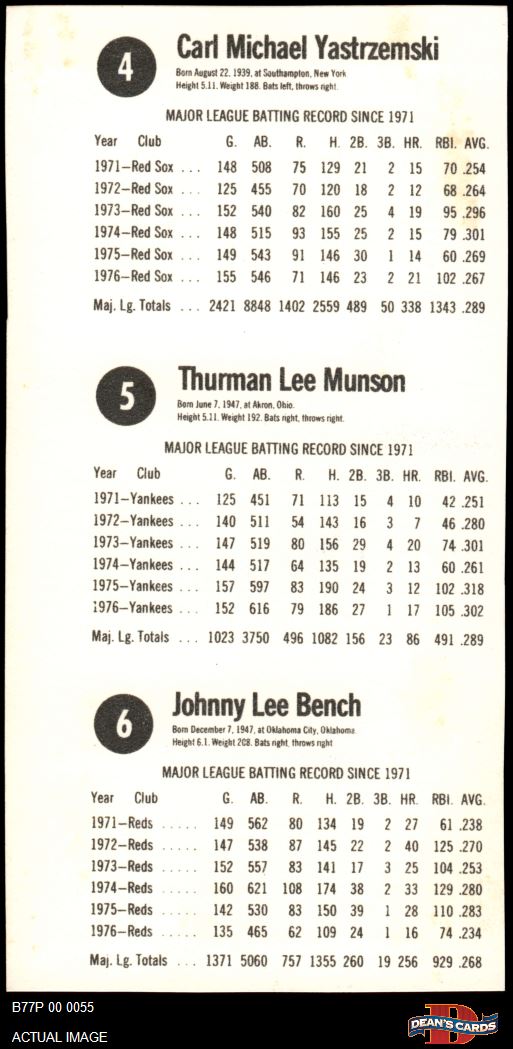 4
Carl Michael Yastrzemski
Born August 22, 1939, at Southampton, New York
Height 5.11. Weight 188. Bats left, throws right.
MAJOR LEAGUE BATTING RECORD SINCE 1971
Year Club G. AB. R. H. 2B. 3B. HR. RBI. AVG.
1971—Red Sox ... 148 508 75 129 21 2 15 70 .254
1972—Red Sox ... 125 455 70 120 18 2 12 68 .264
1973—Red Sox ... 152 540 82 160 25 4 19 95 .296
1974—Red Sox ... 148 515 93 155 25 2 15 79 .301
1975—Red Sox ... 149 543 91 146 30 1 14 60 .269
1976—Red Sox ... 155 546 71 146 23 2 21 102 .267
Maj. Lg. Totals ... 2421 8848 1402 2559 489 50 338 1343 .289
5
Thurman Lee Munson
Born June 7, 1947, at Akron, Ohio.
Height 5.11. Weight 192. Bats right, throws right.
MAJOR LEAGUE BATTING RECORD SINCE 1971
Year Club G. AB. R. H. 2B. 3B. HR. RBI. AVG.
1971—Yankees ... 125 451 71 113 15 4 10 42 .251
1972—Yankees ... 140 511 54 143 16 3 7 46 .280
1973—Yankees ... 147 519 80 156 29 4 20 74 .301
1974—Yankees ... 144 517 64 135 19 2 13 60 .261
1975—Yankees ... 157 597 83 190 24 3 12 102 .318
1976—Yankees ... 152 616 79 186 27 1 17 105 .302
Maj. Lg. Totals ... 1023 3750 496 1082 156 23 86 491 .289
6
Johnny Lee Bench
Born December 7, 1947, at Oklahoma City, Oklahoma.
Height 6.1. Weight 208. Bats right, throws right
MAJOR LEAGUE BATTING RECORD SINCE 1971
Year Club G. AB. R. H. 2B. 3B. HR. RBI. AVG.
1971—Reds ..... 149 562 80 134 19 2 27 61 .238
1972—Reds ..... 147 538 87 145 22 2 40 125 .270
1973—Reds ..... 152 557 83 141 17 3 25 104 .253
1974—Reds ..... 160 621 108 174 38 2 33 129 .280
1975—Reds ..... 142 530 83 150 39 1 28 110 .283
1976—Reds ..... 135 465 62 109 24 1 16 74 .234
Maj. Lg. Totals ... 1371 5060 757 1355 260 19 256 929 .268
B77P 00 0055
ACTUAL IMAGE
D
DEAN'S CARDS